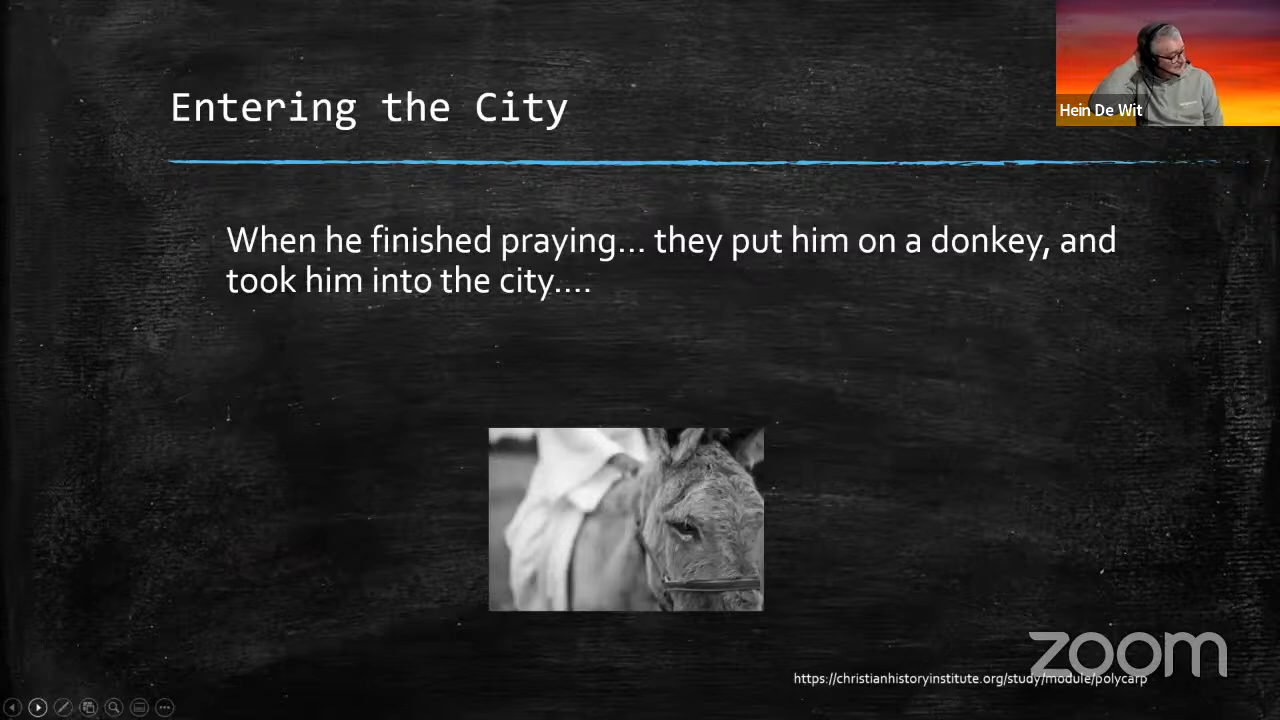 Entering the City
Hein De Wit
When he finished praying... they put him on a donkey, and
took him into the city....
zoom
https://christianhistoryinstitute.org/study/module/polycarp